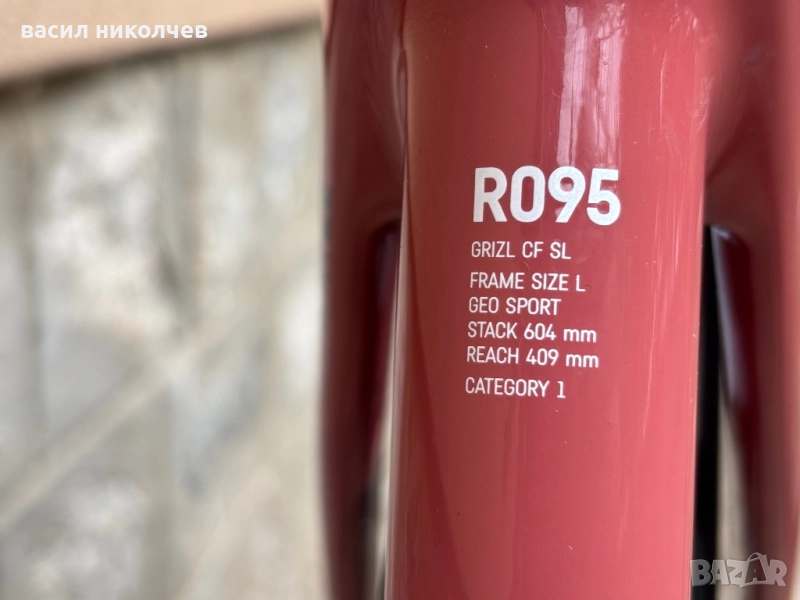 васил николчев
R095
GRIZL CF SL
FRAME SIZE L
GEO SPORT
STACK 604 mm
REACH 409 mm
CATEGORY 1
BAZAR